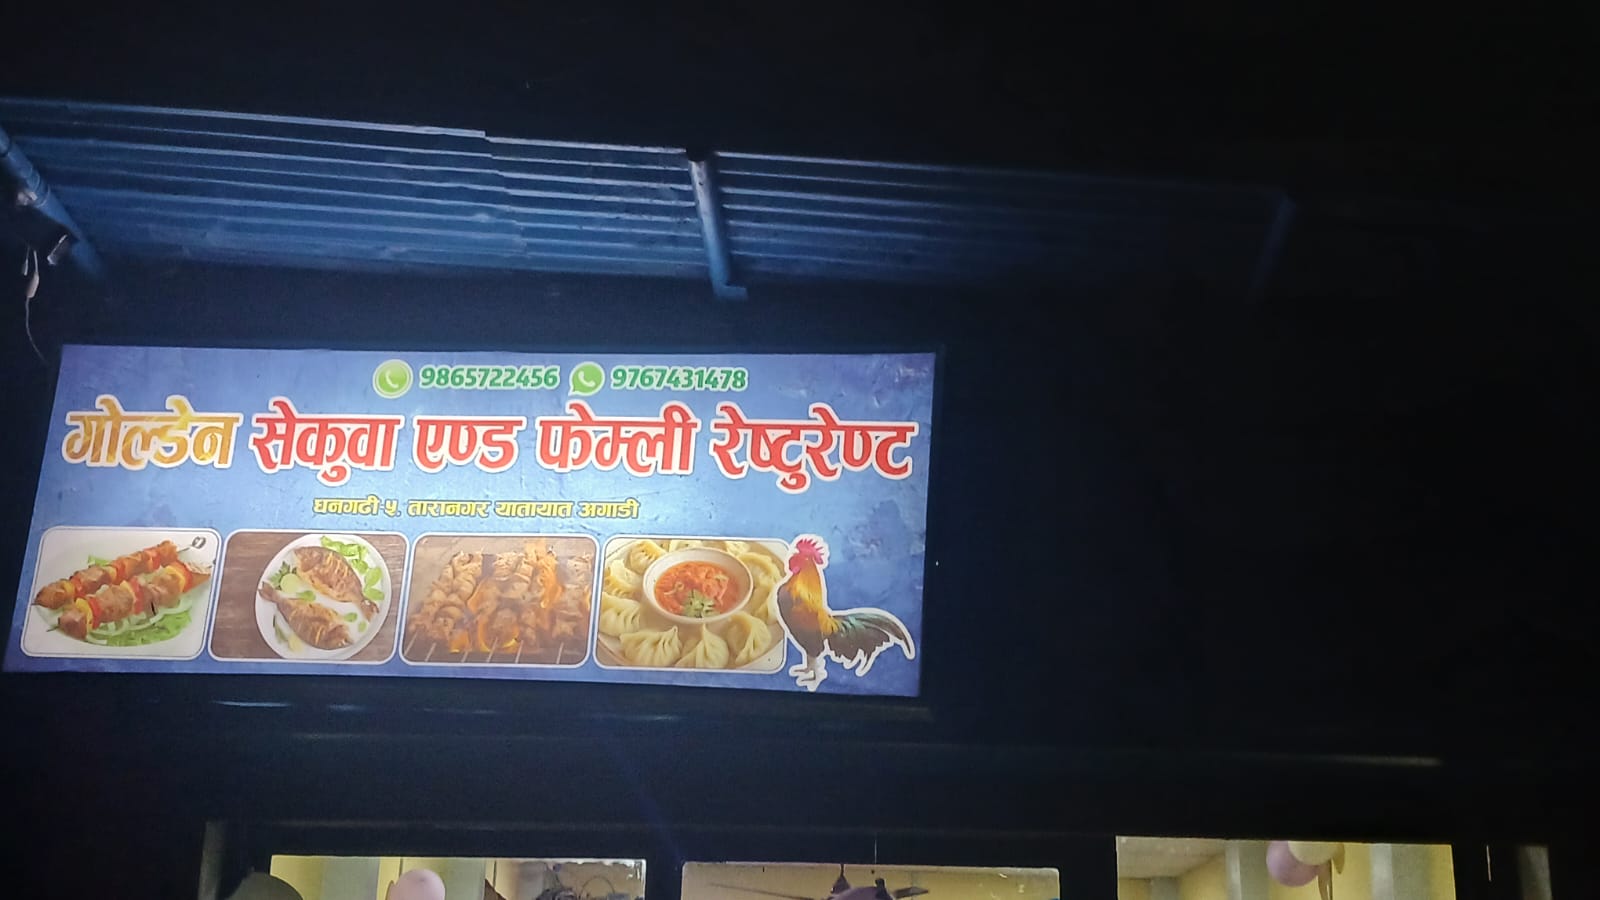 9865722456 9767431478
गोल्डेन सेकुवा एण्ड फेम्ली रेष्टुरेण्ट
धनगढी-५, तारानगर यातायात अगाडी